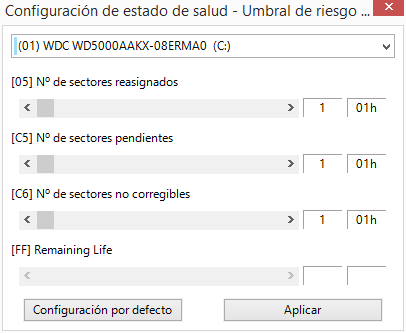 Configuración de estado de salud - Umbral de riesgo ...
(01) WDC WD5000AAKX-08ERMA0 (C:)
[05] Nº de sectores reasignados
1 01h
[C5] Nº de sectores pendientes
1 01h
[C6] Nº de sectores no corregibles
1 01h
[FF] Remaining Life
Configuración por defecto Aplicar